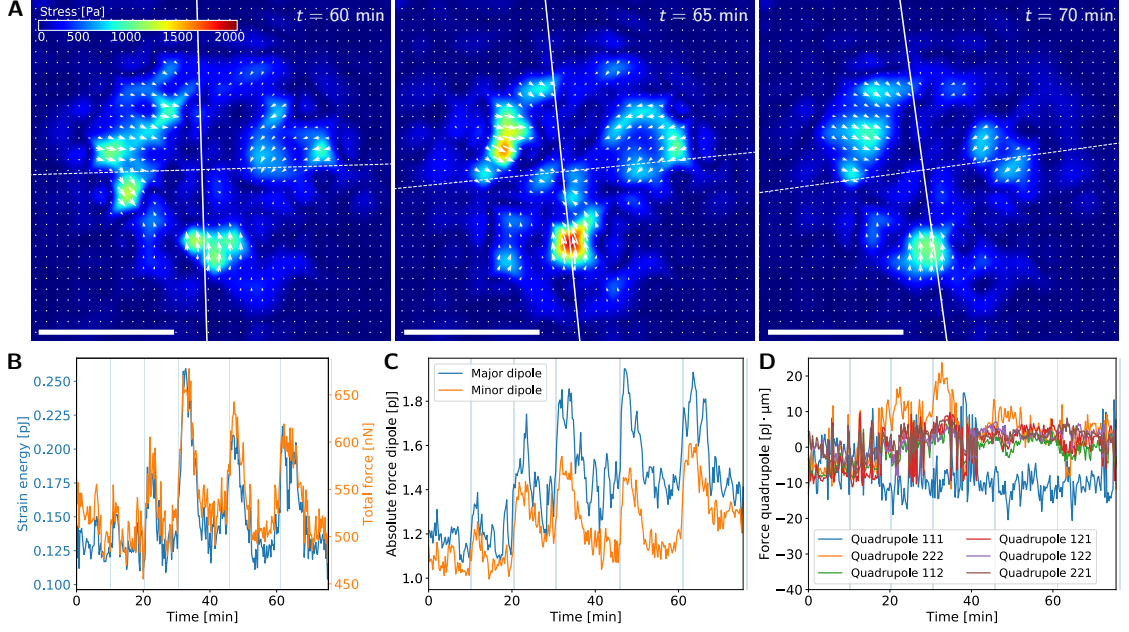 A
Stress [Pa]
0 500 1000 1500 2000
t = 60 min
t = 65 min
t = 70 min
B
Strain energy [pJ]
0.250
0.225
0.200
0.175
0.150
0.125
0.100
650
600
550
500
450
Total force [nN]
0 20 40 60
Time [min]
C
Absolute force dipole [pJ]
1.8
1.6
1.4
1.2
1.0
Major dipole
Minor dipole
0 20 40 60
Time [min]
D
Force quadrupole [pJ· μm]
20
10
0
−10
−20
−30
−40
Quadrupole 111
Quadrupole 222
Quadrupole 112
Quadrupole 121
Quadrupole 122
Quadrupole 221
0 20 40 60
Time [min]